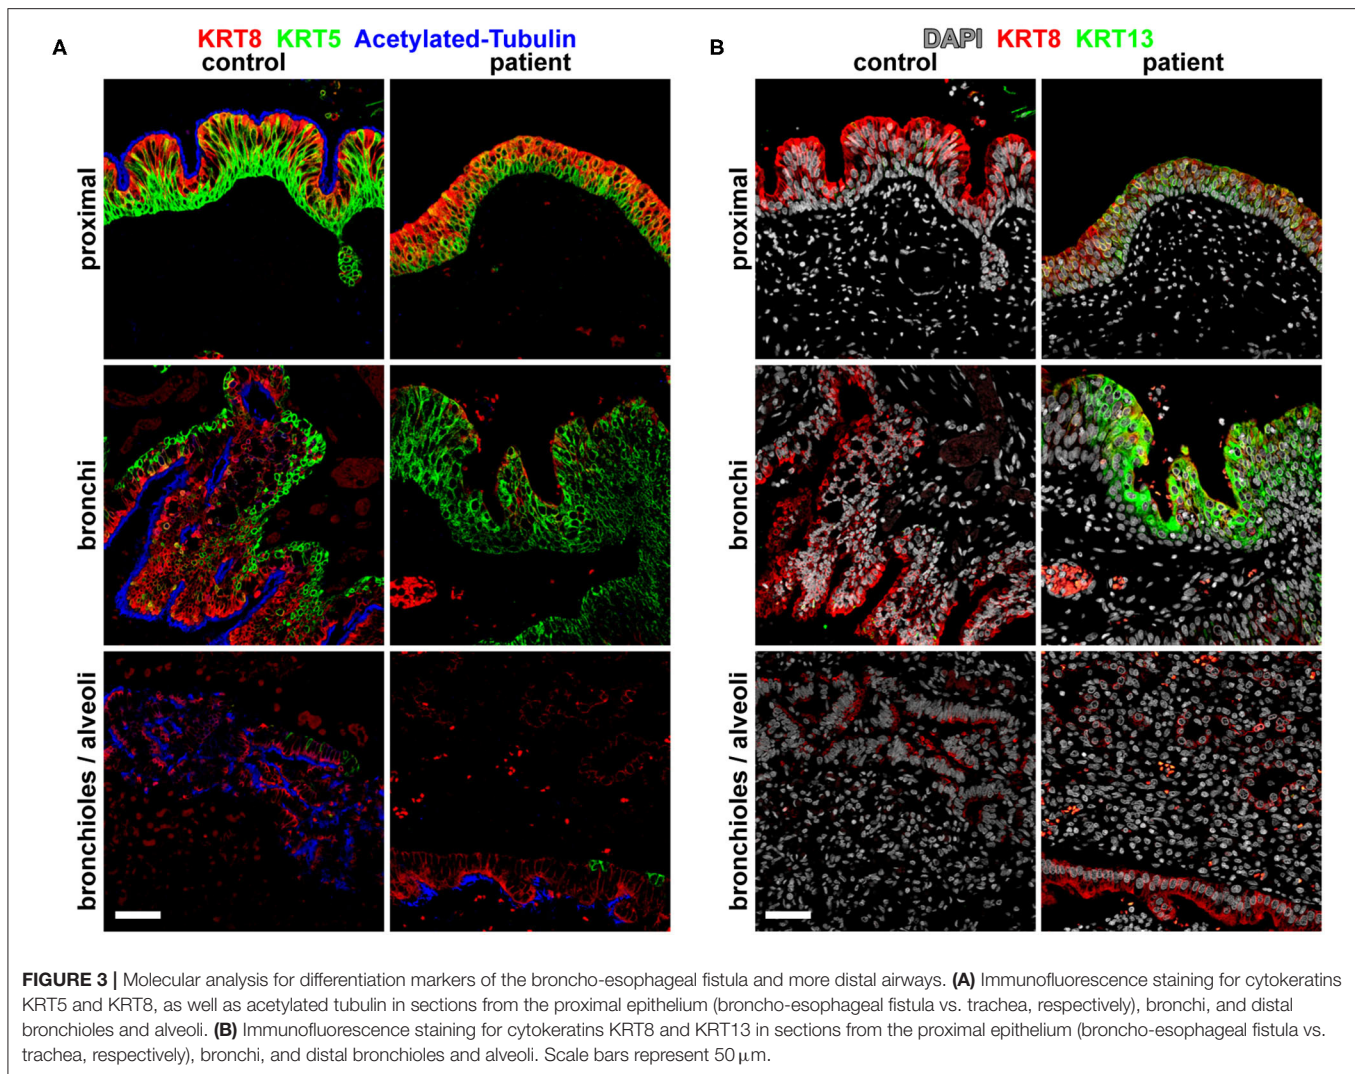 A
KRT8 KRT5 Acetylated-Tubulin
control patient
proximal
bronchi
bronchioles / alveoli
B
DAPI KRT8 KRT13
control patient
proximal
bronchi
bronchioles / alveoli
FIGURE 3 | Molecular analysis for differentiation markers of the broncho-esophageal fistula and more distal airways. (A) Immunofluorescence staining for cytokeratins
KRT5 and KRT8, as well as acetylated tubulin in sections from the proximal epithelium (broncho-esophageal fistula vs. trachea, respectively), bronchi, and distal
bronchioles and alveoli. (B) Immunofluorescence staining for cytokeratins KRT8 and KRT13 in sections from the proximal epithelium (broncho-esophageal fistula vs.
trachea, respectively), bronchi, and distal bronchioles and alveoli. Scale bars represent 50 μm.